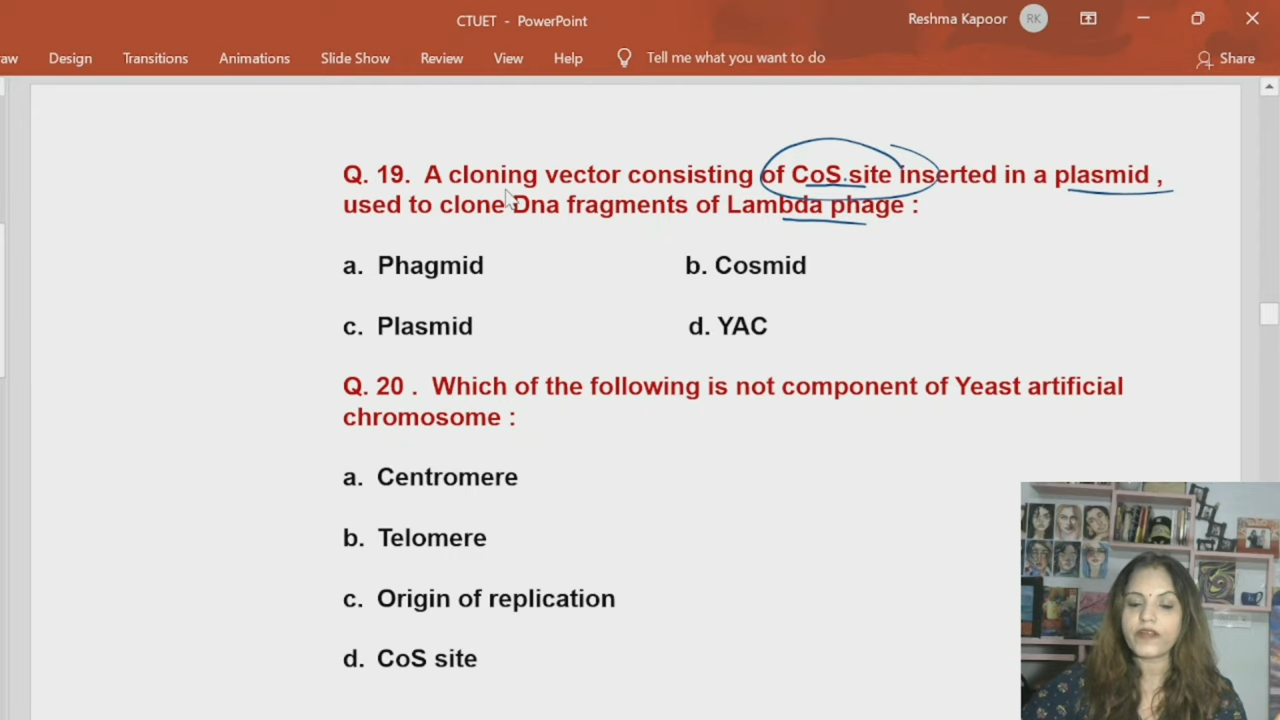 CTUET - PowerPoint
Reshma Kapoor RK
aw Design Transitions Animations Slide Show Review View Help Tell me what you want to do Share
Q. 19. A cloning vector consisting of CoS site inserted in a plasmid ,
used to clone Dna fragments of Lambda phage :
a. Phagmid b. Cosmid
c. Plasmid d. YAC
Q. 20 . Which of the following is not component of Yeast artificial
chromosome :
a. Centromere
b. Telomere
c. Origin of replication
d. CoS site